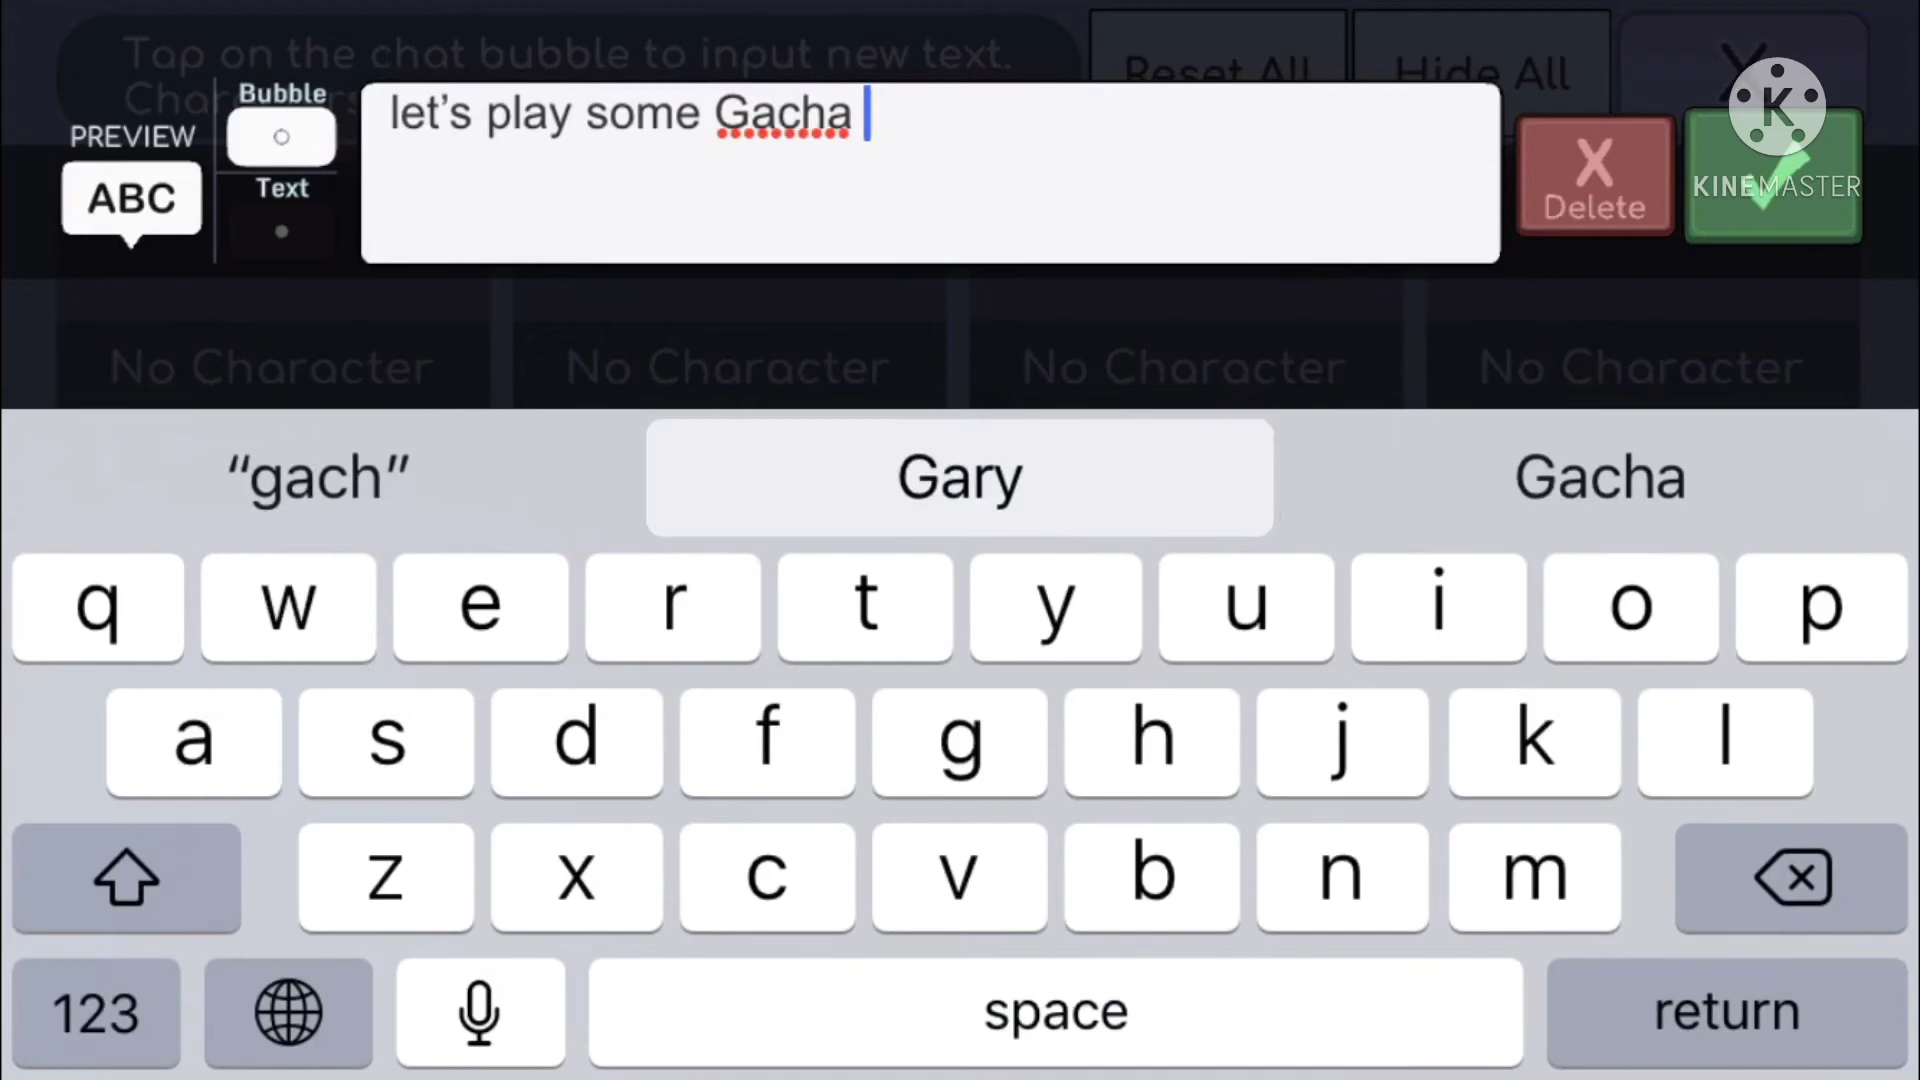 Tap on the chat bubble to input new text.
Reset All
Hide All
X
Bubble
PREVIEW
ABC
Text
let's play some Gacha
X
Delete
K
KINEMASTER
No Character
No Character
No Character
No Character
“gach”
Gary
Gacha
q w e r t y u i o p
a s d f g h j k l
z x c v b n m
123
space
return